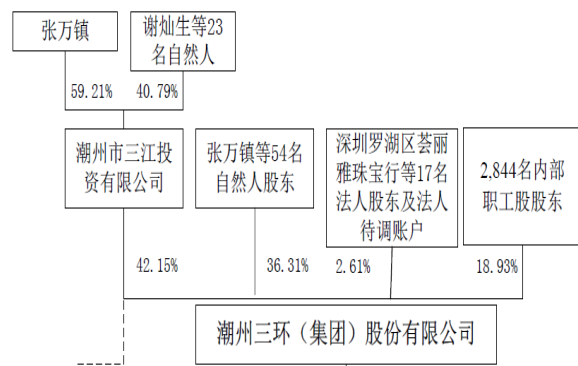 张万镇
谢灿生等23
名自然人
59.21%
40.79%
潮州市三江投
资有限公司
张万镇等54名
自然人股东
深圳罗湖区荟丽
雅珠宝行等17名
法人股东及法人
待调账户
2,844名内部
职工股股东
42.15%
36.31%
2.61%
18.93%
潮州三环（集团）股份有限公司